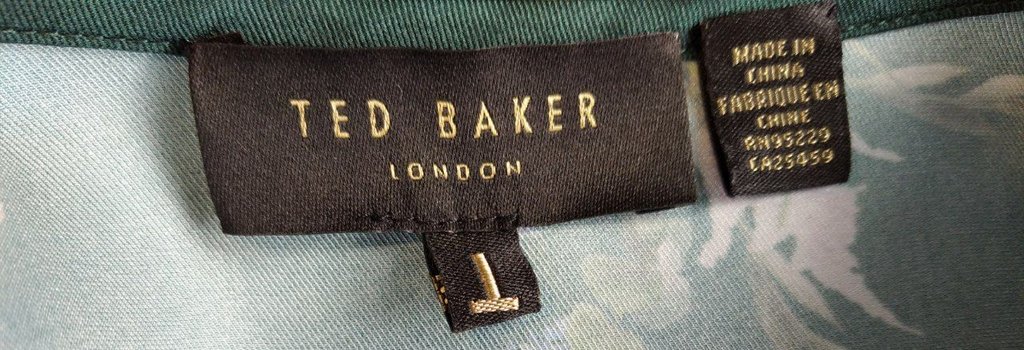 TED BAKER
LONDON
1
MADE IN
CHINA
FABRIQUE EN
CHINE
RN95229
CA25459